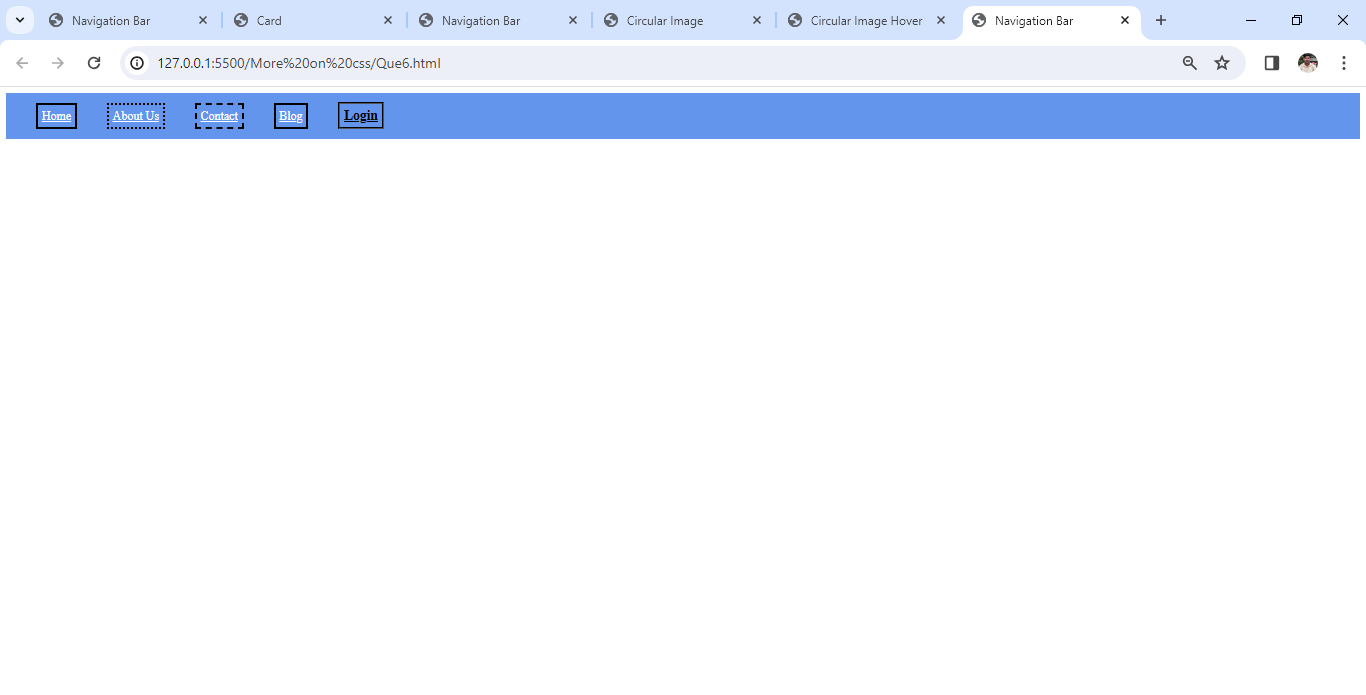 Navigation Bar Card Navigation Bar Circular Image Circular Image Hover Navigation Bar
127.0.0.1:5500/More%20on%20css/Que6.html
Home About Us Contact Blog Login